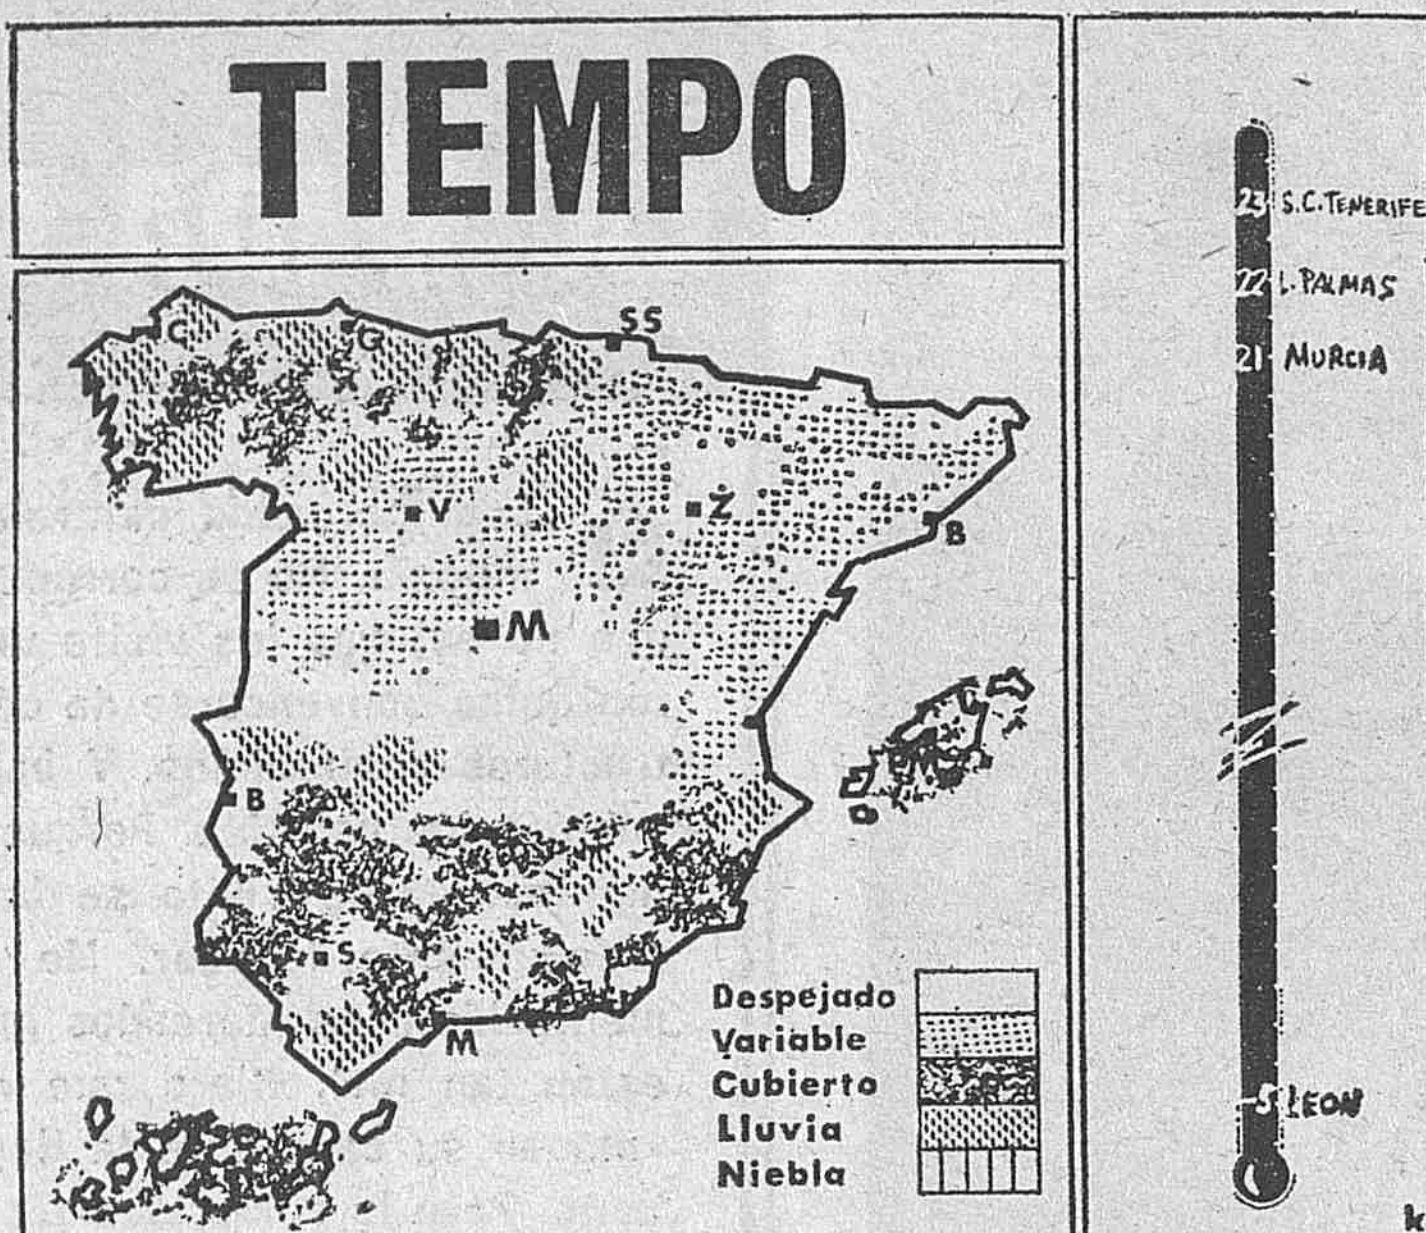 TIEMPO
C
G
SS
V
Z
B
M
B
S
M
Despejado
Variable
Cubierto
Lluvia
Niebla
23 S.C. TENERIFE
22 L. PALMAS
21 MURCIA
-5 LEON
k